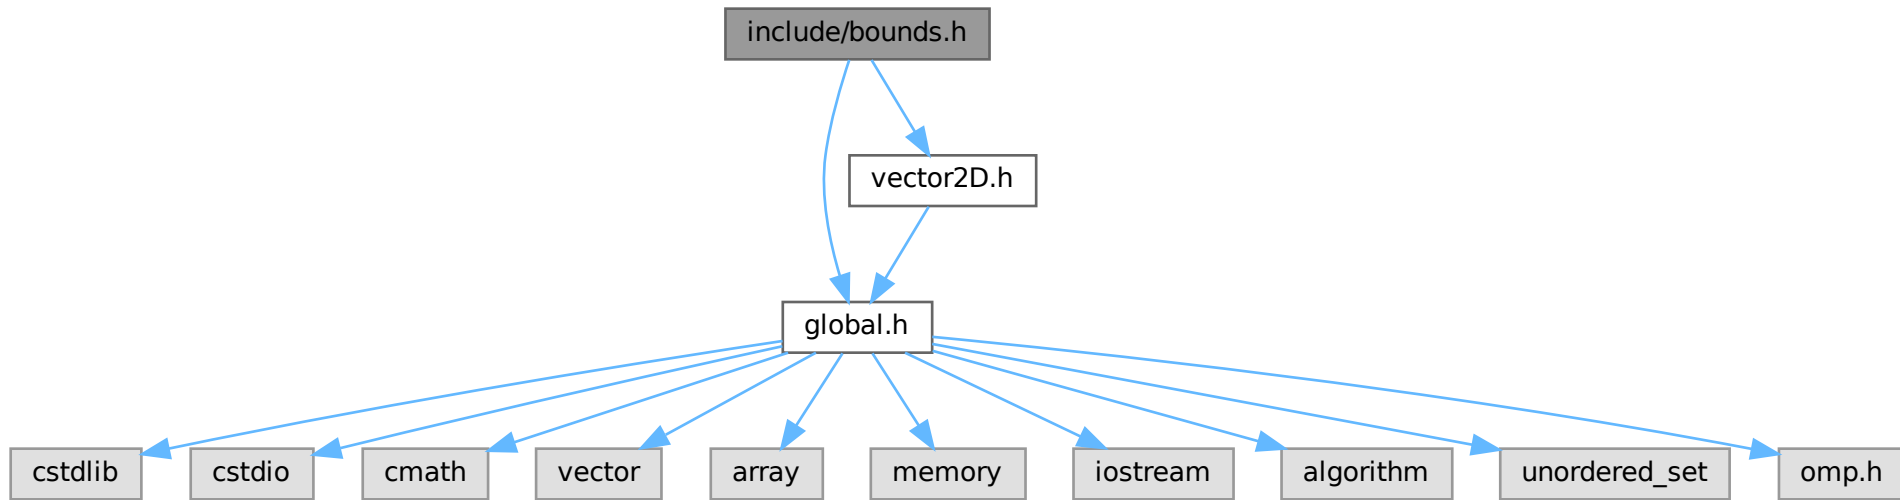 include/bounds.h
vector2D.h
global.h
cstdlib
cstdio
cmath
vector
array
memory
iostream
algorithm
unordered_set
omp.h